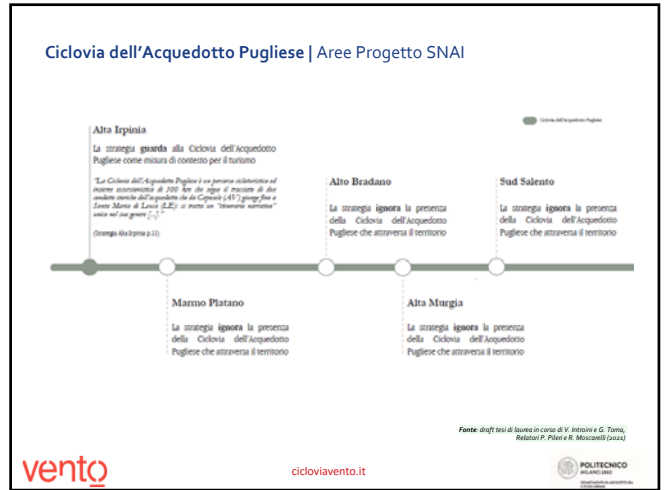 Ciclovia dell'Acquedotto Pugliese | Aree Progetto SNAI
Ciclovia dell'Acquedotto Pugliese
Alta Irpinia
La strategia guarda alla Ciclovia dell'Acquedotto
Pugliese come misura di contesto per il turismo
"La Ciclovia dell'Acquedotto Pugliese è un percorso cicloturistico ed
insieme escursionistico di 500 km che segue il tracciato di due
condotte storiche dell'acquedotto che da Caposele (AV) giunge fino a
Santa Maria di Leuca (LE): si tratta un "itinerario narrativo"
unico nel suo genere [...]."
(Strategia Alta Irpinia p.11)
Alto Bradano
La strategia ignora la presenza
della Ciclovia dell'Acquedotto
Pugliese che attraversa il territorio
Sud Salento
La strategia ignora la presenza
della Ciclovia dell'Acquedotto
Pugliese che attraversa il territorio
Marmo Platano
La strategia ignora la presenza
della Ciclovia dell'Acquedotto
Pugliese che attraversa il territorio
Alta Murgia
La strategia ignora la presenza
della Ciclovia dell'Acquedotto
Pugliese che attraversa il territorio
Fonte: draft tesi di laurea in corso di V. Introini e G. Toma,
Relatori P. Pileri e R. Moscarelli (2021)
vento
cicloviavento.it
POLITECNICO
MILANO 1863